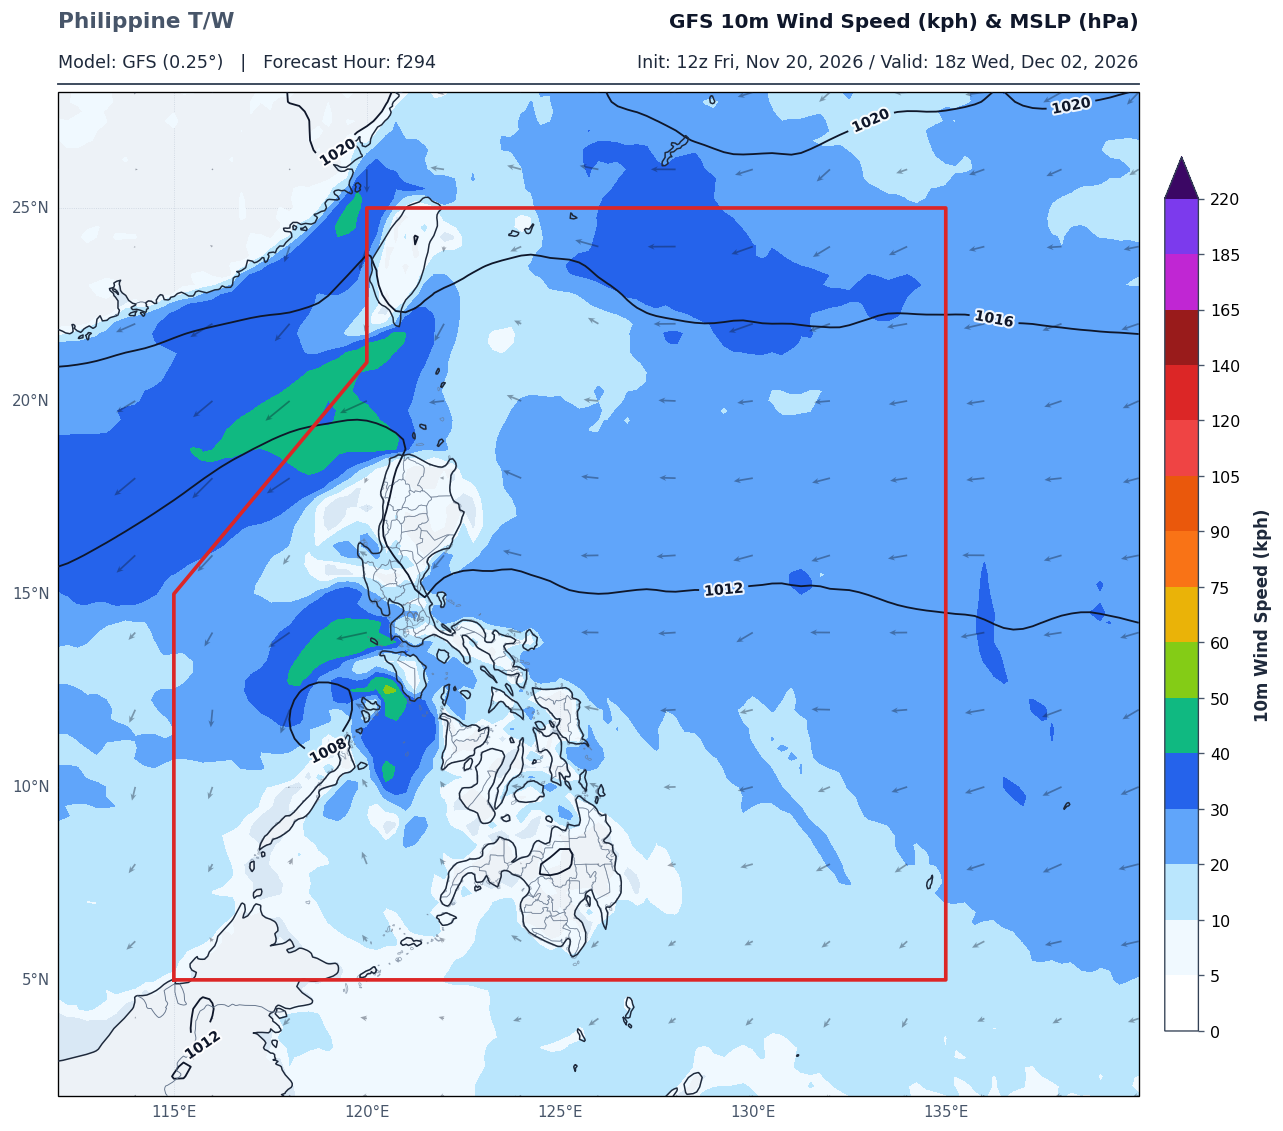 Philippine T/W
GFS 10m Wind Speed (kph) & MSLP (hPa)
Model: GFS (0.25°) | Forecast Hour: f294
Init: 12z Fri, Nov 20, 2026 / Valid: 18z Wed, Dec 02, 2026
1020
1020
1020
1016
1012
1008
1012
25°N
20°N
15°N
10°N
5°N
115°E
120°E
125°E
130°E
135°E
220
185
165
140
120
105
90
75
60
50
40
30
20
10
5
0
10m Wind Speed (kph)